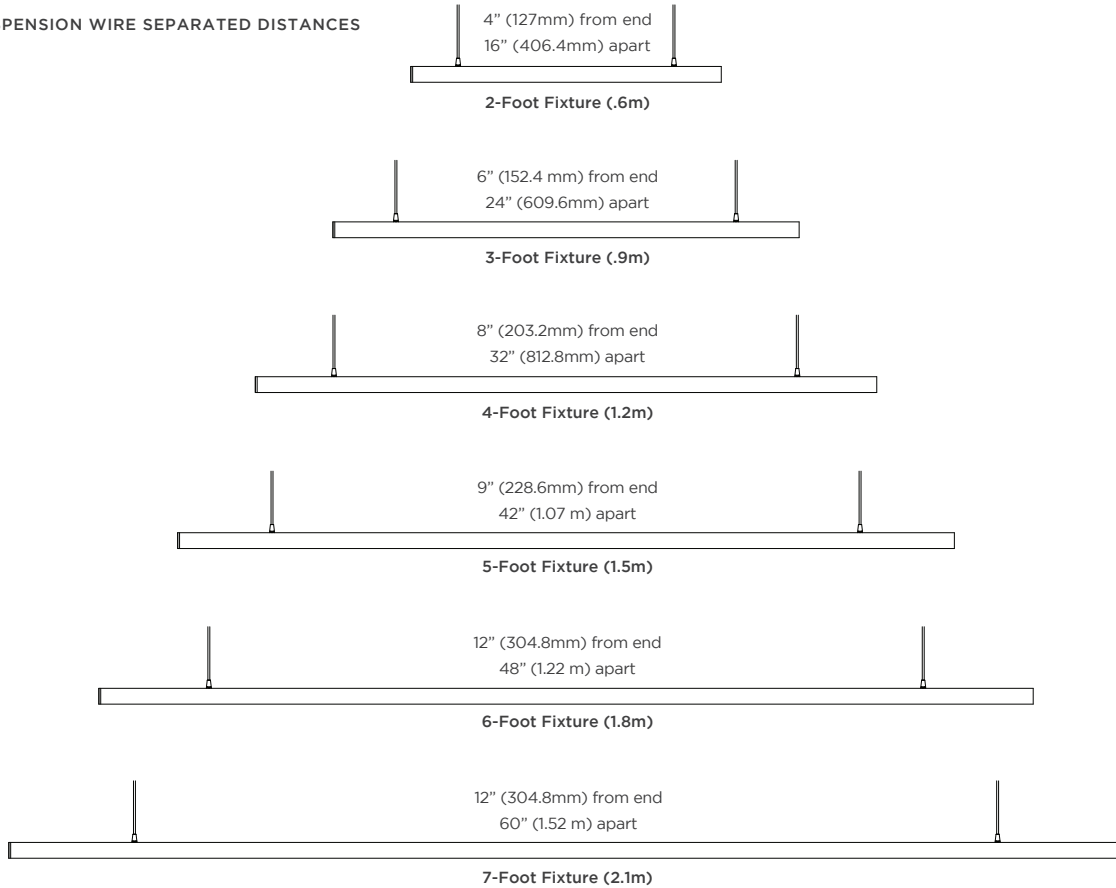 PENSION WIRE SEPARATED DISTANCES
4” (127mm) from end
16” (406.4mm) apart
2-Foot Fixture (.6m)
6” (152.4 mm) from end
24” (609.6mm) apart
3-Foot Fixture (.9m)
8” (203.2mm) from end
32” (812.8mm) apart
4-Foot Fixture (1.2m)
9” (228.6mm) from end
42” (1.07 m) apart
5-Foot Fixture (1.5m)
12” (304.8mm) from end
48” (1.22 m) apart
6-Foot Fixture (1.8m)
12” (304.8mm) from end
60” (1.52 m) apart
7-Foot Fixture (2.1m)